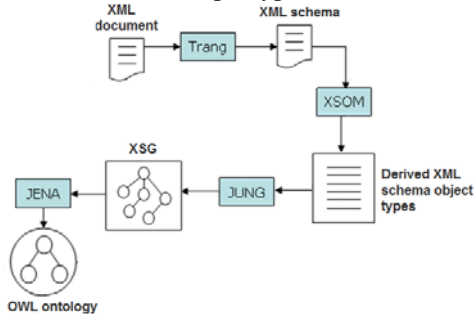 XML
document
Trang
XML schema
XSOM
Derived XML
schema object
types
JUNG
XSG
JENA
OWL ontology